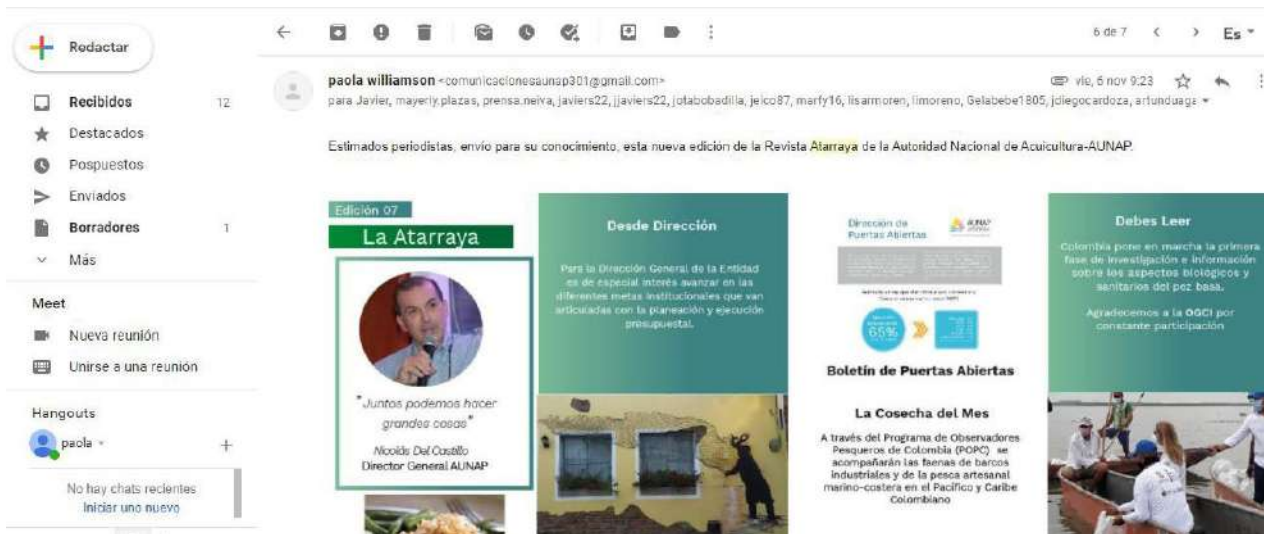 Redactar
Recibidos 12
Destacados
Pospuestos
Enviados
Borradores 1
Más
Meet
Nueva reunión
Unirse a una reunión
Hangouts
paola
No hay chats recientes
Iniciar uno nuevo
6 de 7
Es
paola williamson <comunicacionesaunap301@gmail.com>
vie, 6 nov 9:23
para Javier, mayerly.plazas, prensa.neiva, javiers22, jjaviers22, jotabobadilla, jeico87, marfy16, lisarmoren, limoreno, Gelabebe1805, jdiegocardoza, artunduaga
Estimados periodistas, envío para su conocimiento, esta nueva edición de la Revista Atarraya de la Autoridad Nacional de Acuicultura-AUNAP.
Edición 07
La Atarraya
"Juntos podemos hacer
grandes cosas"
Nicolás Del Castillo
Director General AUNAP
Desde Dirección
Para la Dirección General de la Entidad
es de especial interés avanzar en las
diferentes metas institucionales que van
articuladas con la planeación y ejecución
presupuestal.
Dirección de
Puertas Abiertas
AUNAP
65%
Boletín de Puertas Abiertas
La Cosecha del Mes
A través del Programa de Observadores
Pesqueros de Colombia (POPC) se
acompañarán las faenas de barcos
industriales y de la pesca artesanal
marino-costera en el Pacífico y Caribe
Colombiano
Debes Leer
Colombia pone en marcha la primera
fase de investigación e información
sobre los aspectos biológicos y
sanitarios del pez basa.
Agradecemos a la OGCI por
constante participación